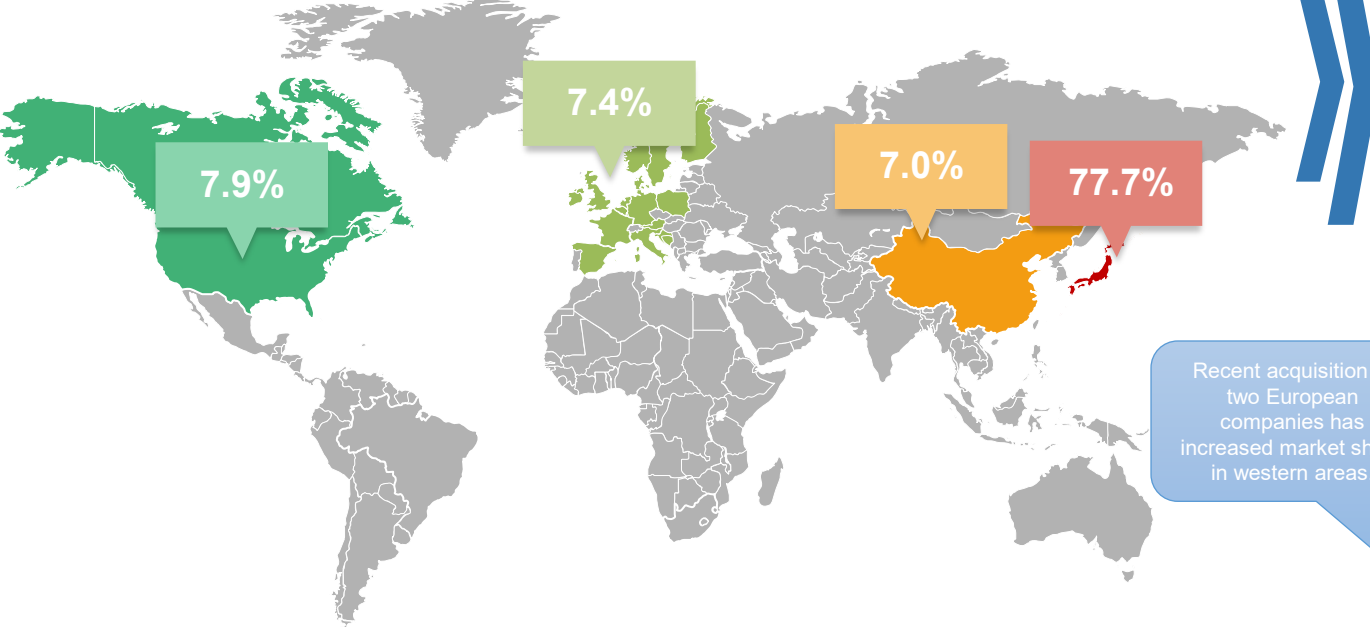 7.4%
7.9%
7.0%
77.7%
Recent acquisition
two European
companies has
increased market
in western areas